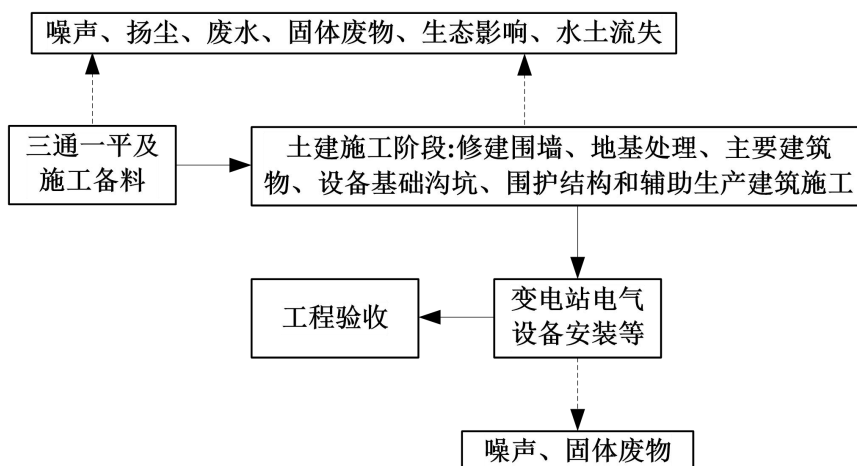 噪声、扬尘、废水、固体废物、生态影响、水土流失
三通一平及
施工备料
土建施工阶段:修建围墙、地基处理、主要建筑
物、设备基础沟坑、围护结构和辅助生产建筑施工
工程验收
变电站电气
设备安装等
噪声、固体废物